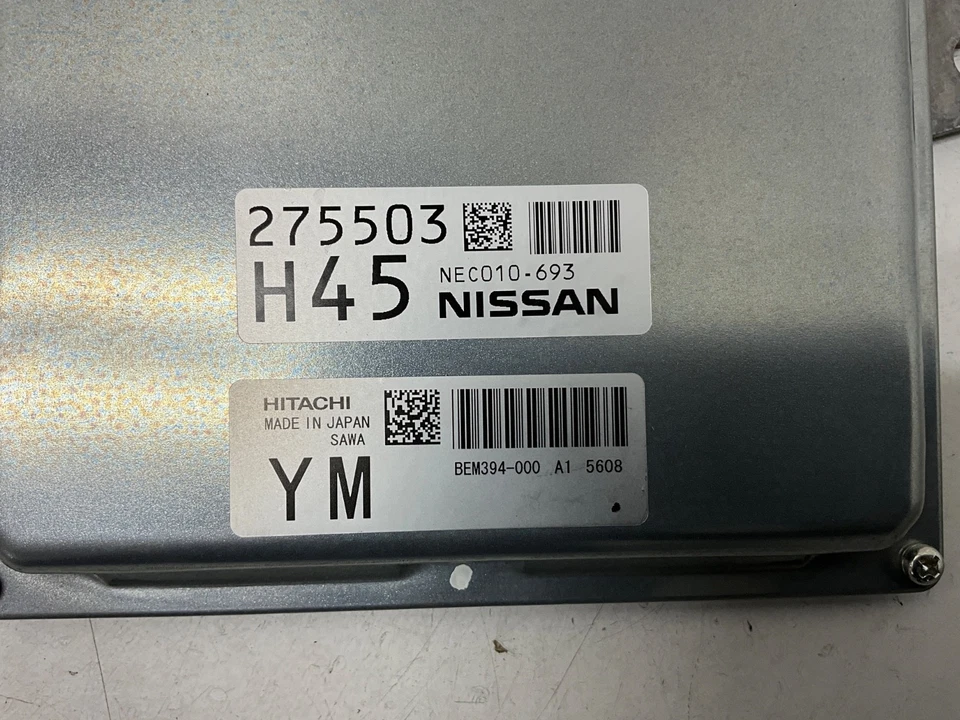 275503
H45
NEC010-693
NISSAN
HITACHI
MADE IN JAPAN
SAWA
YM
BEM394-000 A1 5608